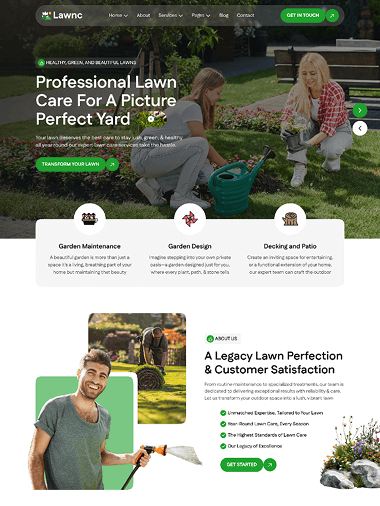 Lawnc
Home About Services Pages Blog Contact
GET IN TOUCH
HEALTHY, GREEN, AND BEAUTIFUL LAWNS
Professional Lawn
Care For A Picture
Perfect Yard
Your lawn deserves the best care to stay lush, green, & healthy
all year round our expert lawn care services take the hassle.
TRANSFORM YOUR LAWN
Garden Maintenance
A beautiful garden is more than just a
space it's a living, breathing part of your
home but maintaining that beauty
Garden Design
Imagine stepping into your own private
oasis—a garden designed just for you,
where every plant, path, & stone tells
Decking and Patio
Create an inviting space for entertaining,
or a functional extension of your home,
our expert team can craft the outdoor
ABOUT US
A Legacy Lawn Perfection
& Customer Satisfaction
From routine maintenance to specialized treatments, our team is
dedicated to delivering exceptional results with reliability & care.
Let us transform your outdoor space into a lush, vibrant lawn
Unmatched Expertise, Tailored to Your Lawn
Year-Round Lawn Care, Every Season
The Highest Standards of Lawn Care
Our Legacy of Excellence
GET STARTED